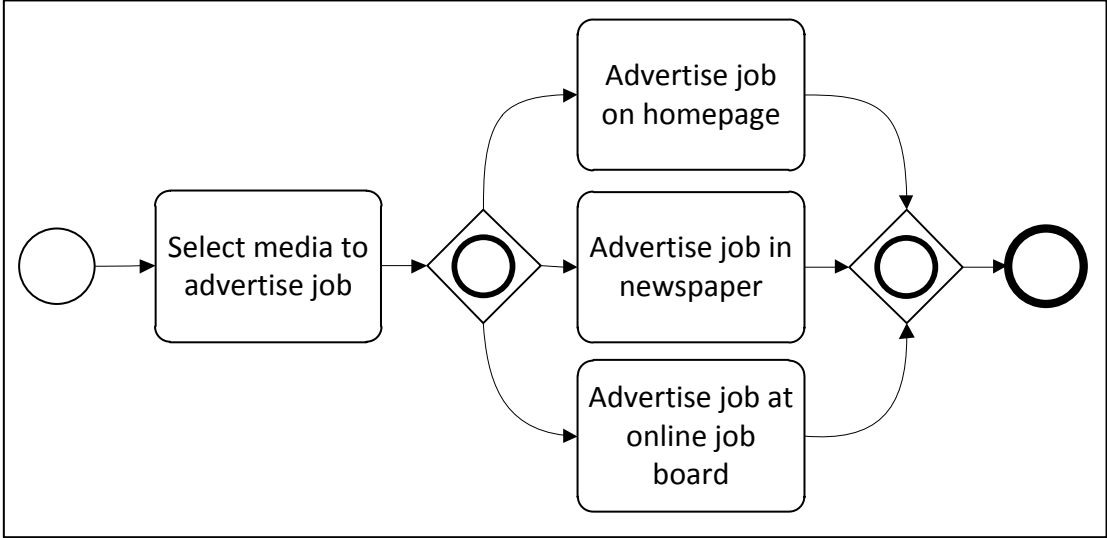 Select media to
advertise job
Advertise job
on homepage
Advertise job in
newspaper
Advertise job at
online job
board